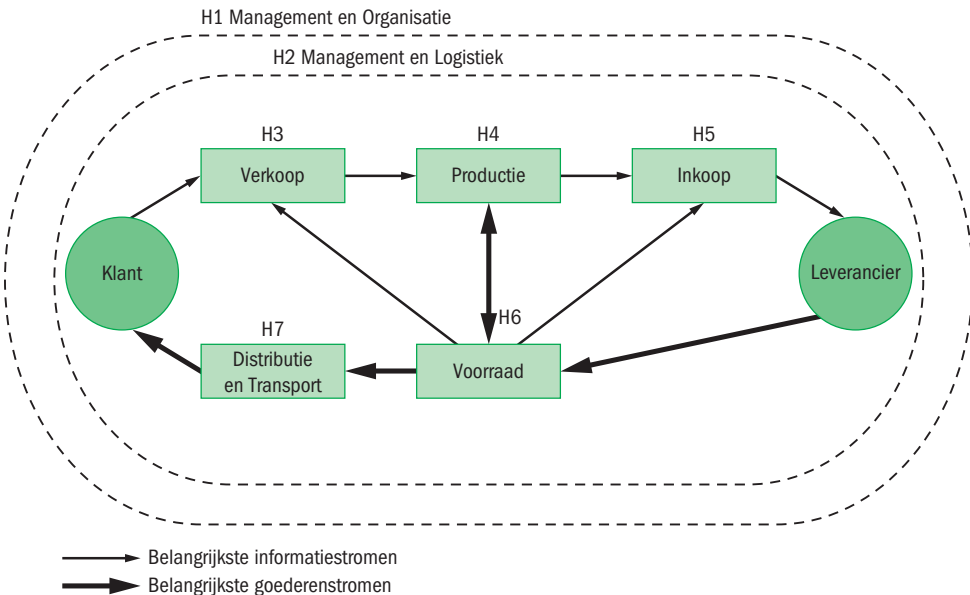 H1 Management en Organisatie
H2 Management en Logistiek
H3
H4
H5
Verkoop
Productie
Inkoop
Klant
Leverancier
H6
H7
Distributie
en Transport
Voorraad
Belangrijkste informatiestromen
Belangrijkste goederenstromen